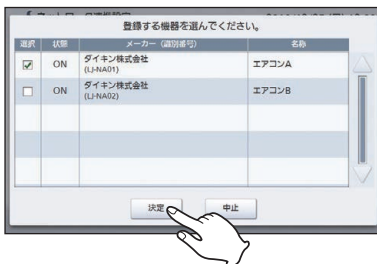 登録する機器を選んでください。
選択 状態 メーカー（識別番号） 名称
ON ダイキン株式会社 エアコンA
(LJ-NA01)
ON ダイキン株式会社 エアコンB
(LJ-NA02)
決定 中止